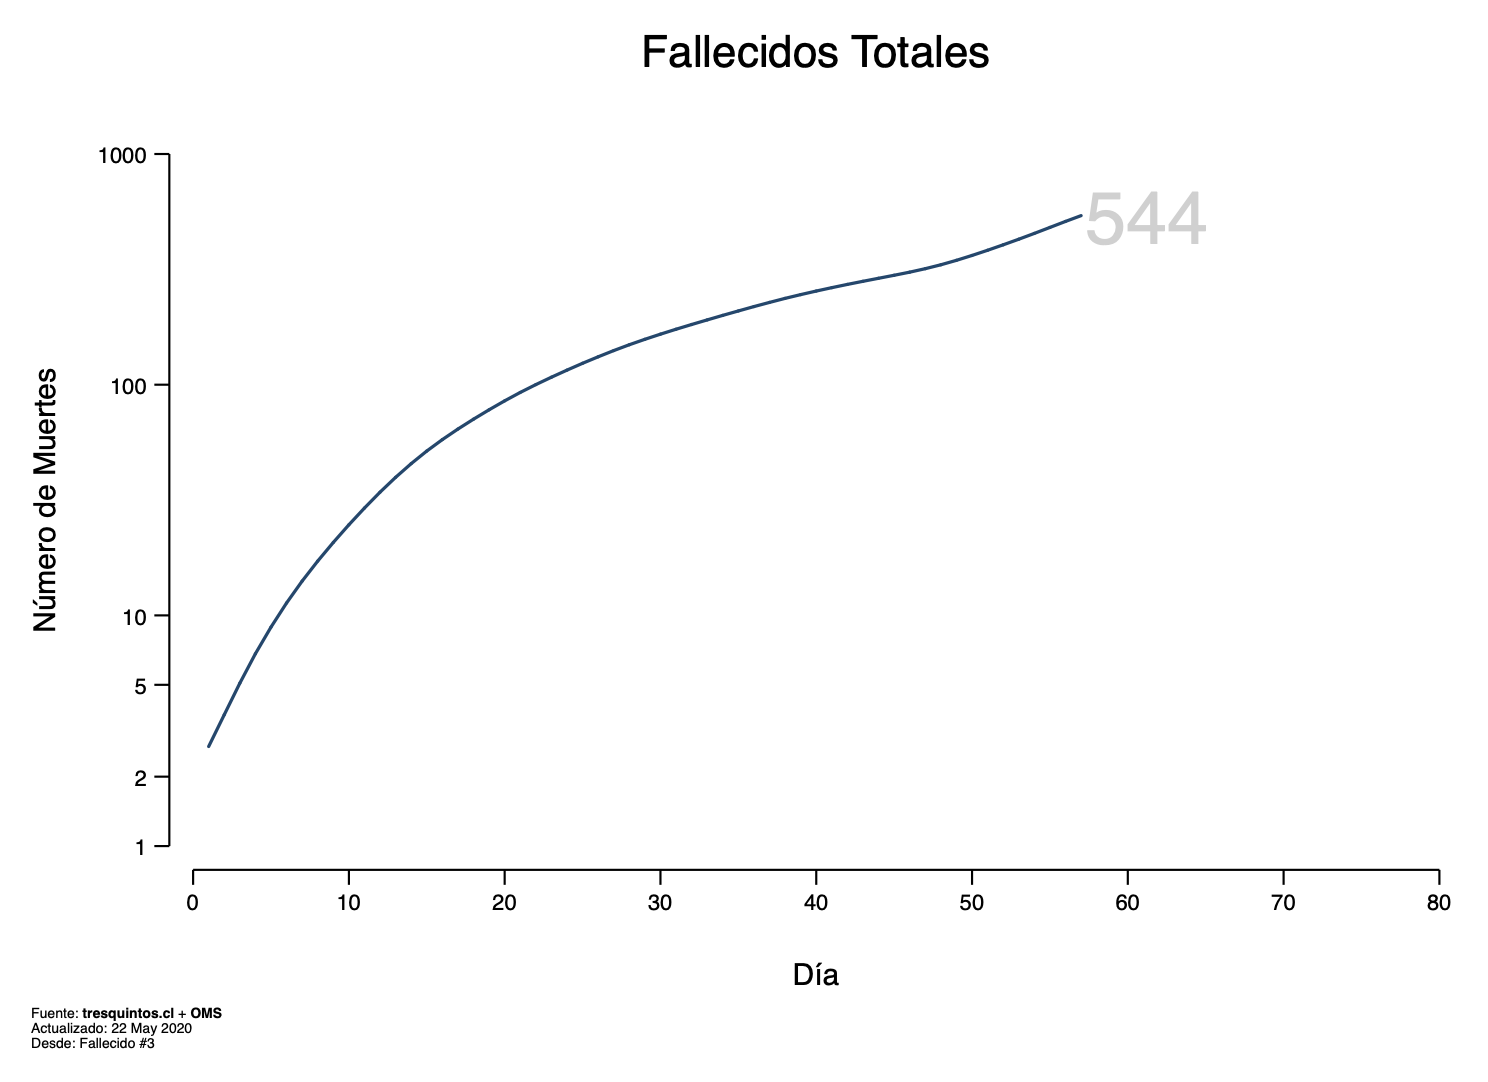 Fallecidos Totales
1000
100
10
5
2
1
Número de Muertes
544
0 10 20 30 40 50 60 70 80
Día
Fuente: tresquintos.cl + OMS
Actualizado: 22 May 2020
Desde: Fallecido #3